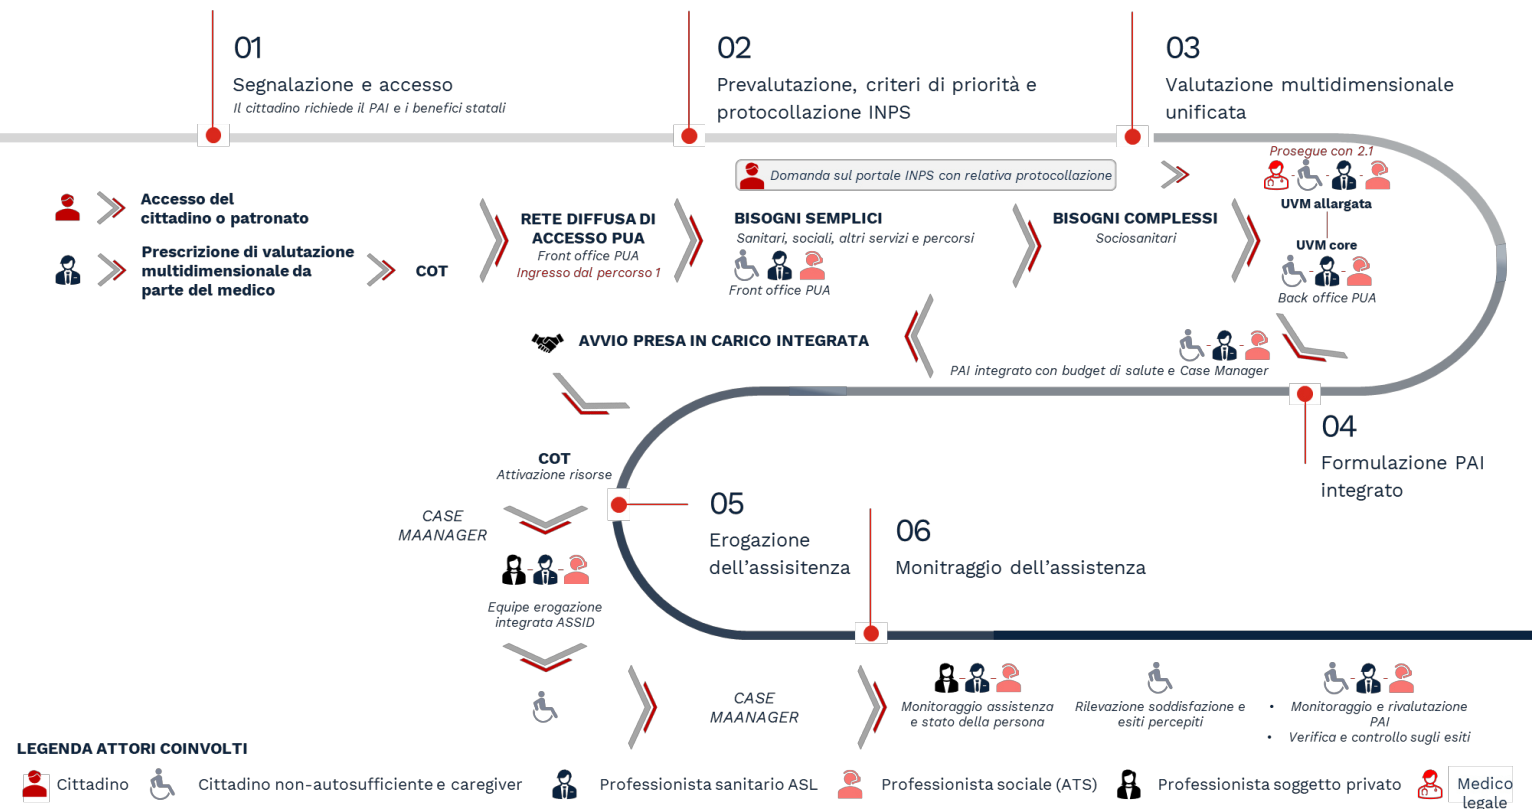 01
Segnalazione e accesso
Il cittadino richiede il PAI e i benefici statali
02
Prevalutazione, criteri di priorità e
protocollazione INPS
03
Valutazione multidimensionale
unificata
Prosegue con 2.1
Domanda sul portale INPS con relativa protocollazione
Accesso del
cittadino o patronato
Prescrizione di valutazione
multidimensionale da
parte del medico
COT
RETE DIFFUSA DI
ACCESSO PUA
Front office PUA
Ingresso dal percorso 1
BISOGNI SEMPLICI
Sanitari, sociali, altri servizi e percorsi
Front office PUA
BISOGNI COMPLESSI
Sociosanitari
UVM allargata
UVM core
Back office PUA
AVVIO PRESA IN CARICO INTEGRATA
PAI integrato con budget di salute e Case Manager
04
Formulazione PAI
integrato
COT
Attivazione risorse
CASE
MAANAGER
05
Erogazione
dell’assisitenza
06
Monitraggio dell’assistenza
Equipe erogazione
integrata ASSID
CASE
MAANAGER
Monitoraggio assistenza
e stato della persona
Rilevazione soddisfazione e
esiti percepiti
• Monitoraggio e rivalutazione
PAI
• Verifica e controllo sugli esiti
LEGENDA ATTORI COINVOLTI
Cittadino
Cittadino non-autosufficiente e caregiver
Professionista sanitario ASL
Professionista sociale (ATS)
Professionista soggetto privato
Medico
legale